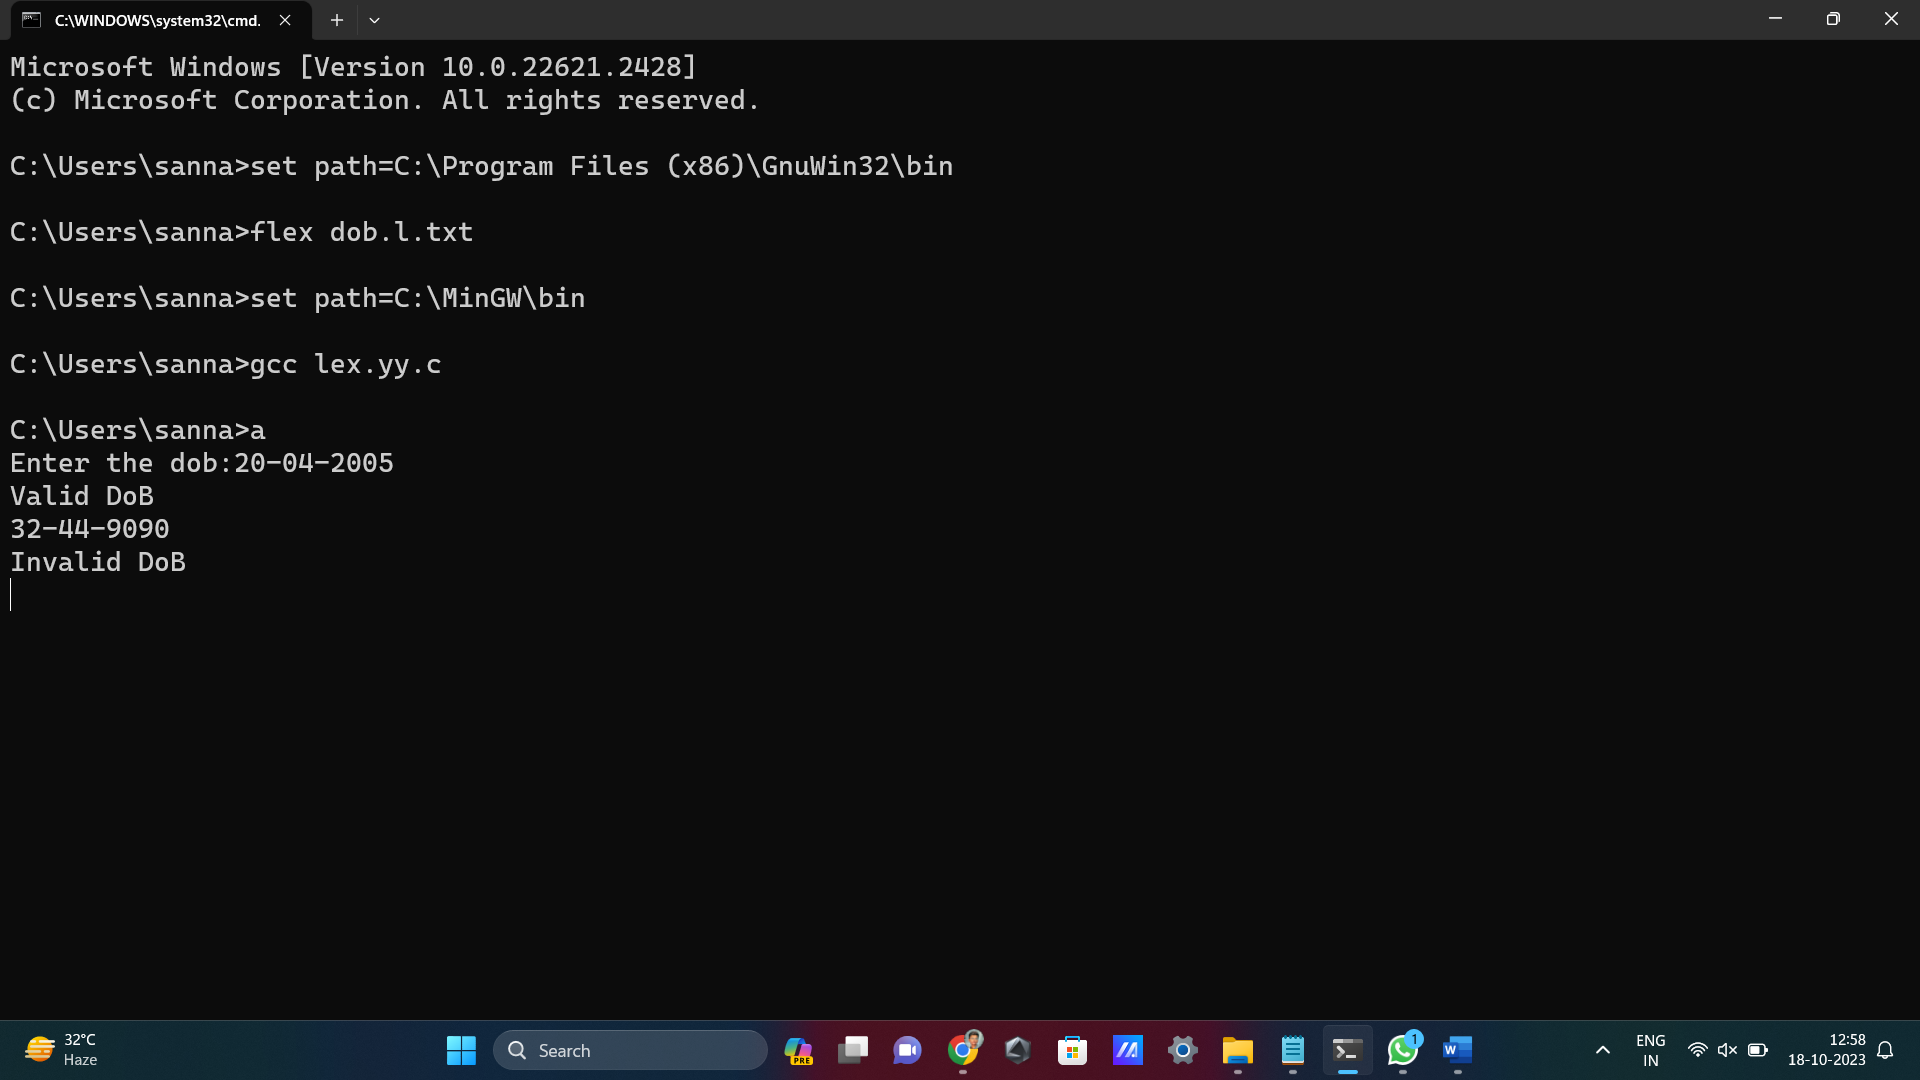 C:\WINDOWS\system32\cmd.
Microsoft Windows [Version 10.0.22621.2428]
(c) Microsoft Corporation. All rights reserved.
C:\Users\sanna>set path=C:\Program Files (x86)\GnuWin32\bin
C:\Users\sanna>flex dob.l.txt
C:\Users\sanna>set path=C:\MinGW\bin
C:\Users\sanna>gcc lex.yy.c
C:\Users\sanna>a
Enter the dob:20-04-2005
Valid DoB
32-44-9090
Invalid DoB
32°C
Haze
Search
PRE
1
W
ENG
IN
12:58
18-10-2023